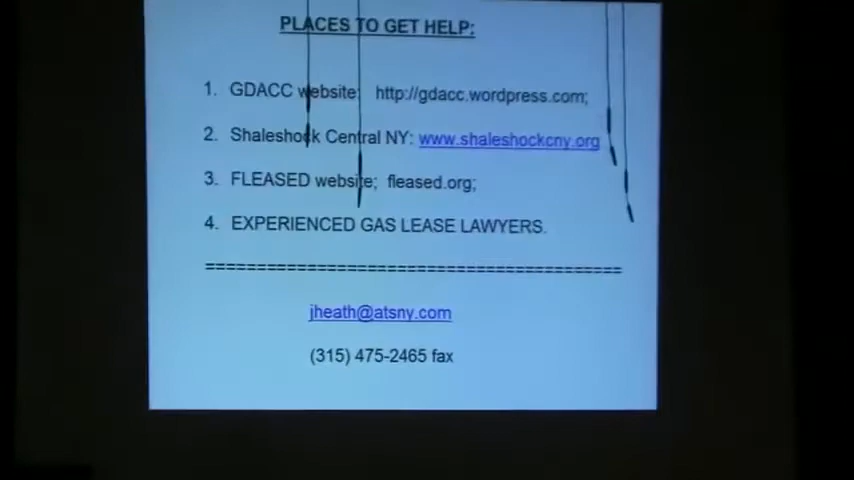 PLACES TO GET HELP:
1. GDACC website; http://gdacc.wordpress.com;
2. Shaleshock Central NY: www.shaleshockcny.org
3. FLEASED website; fleased.org;
4. EXPERIENCED GAS LEASE LAWYERS.
==============================================
jheath@atsny.com
(315) 475-2465 fax